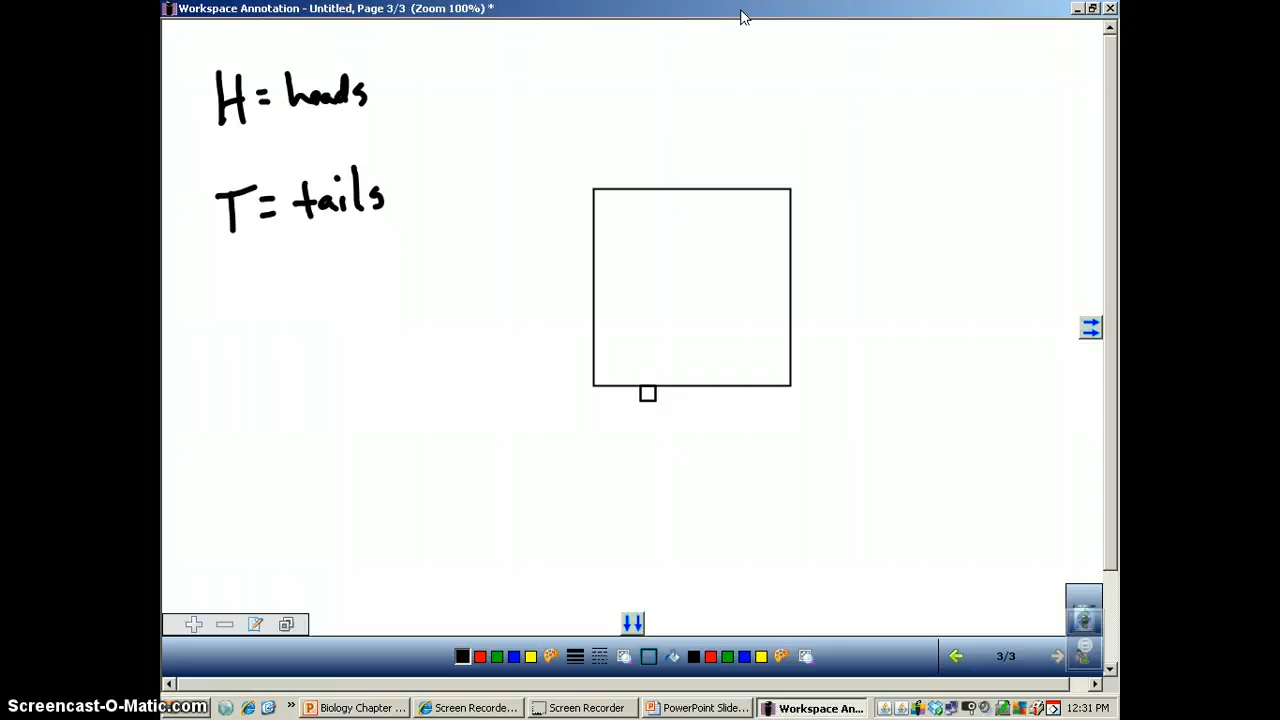 Workspace Annotation - Untitled, Page 3/3 (Zoom 100%) *
H = heads
T = tails
3/3
Screencast-O-Matic.com
»
Biology Chapter ...
Screen Recorde...
Screen Recorder
PowerPoint Slide...
Workspace An...
12:31 PM